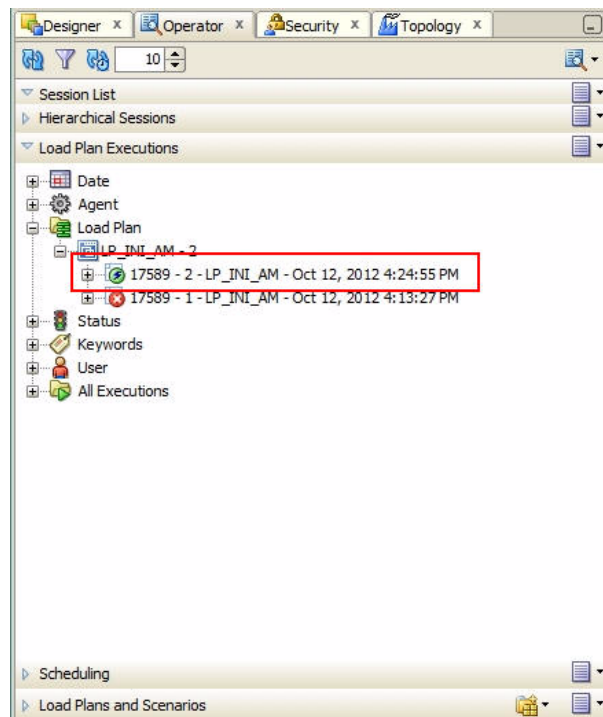 Designer x Operator x Security x Topology x
10
Session List
Hierarchical Sessions
Load Plan Executions
Date
Agent
Load Plan
LP_INI_AM - 2
17589 - 2 - LP_INI_AM - Oct 12, 2012 4:24:55 PM
17589 - 1 - LP_INI_AM - Oct 12, 2012 4:13:27 PM
Status
Keywords
User
All Executions
Scheduling
Load Plans and Scenarios